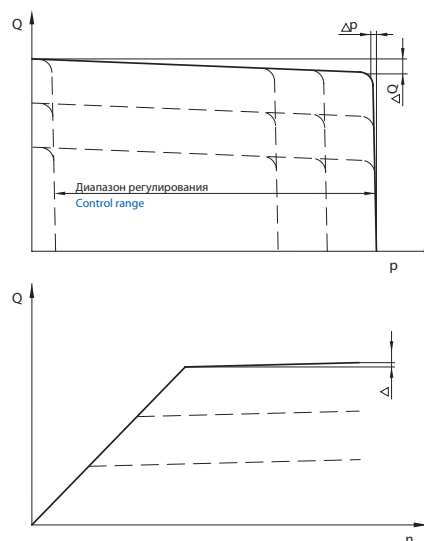 Q
Δp
ΔQ
Диапазон регулирования
Control range
p
Q
Δ
n